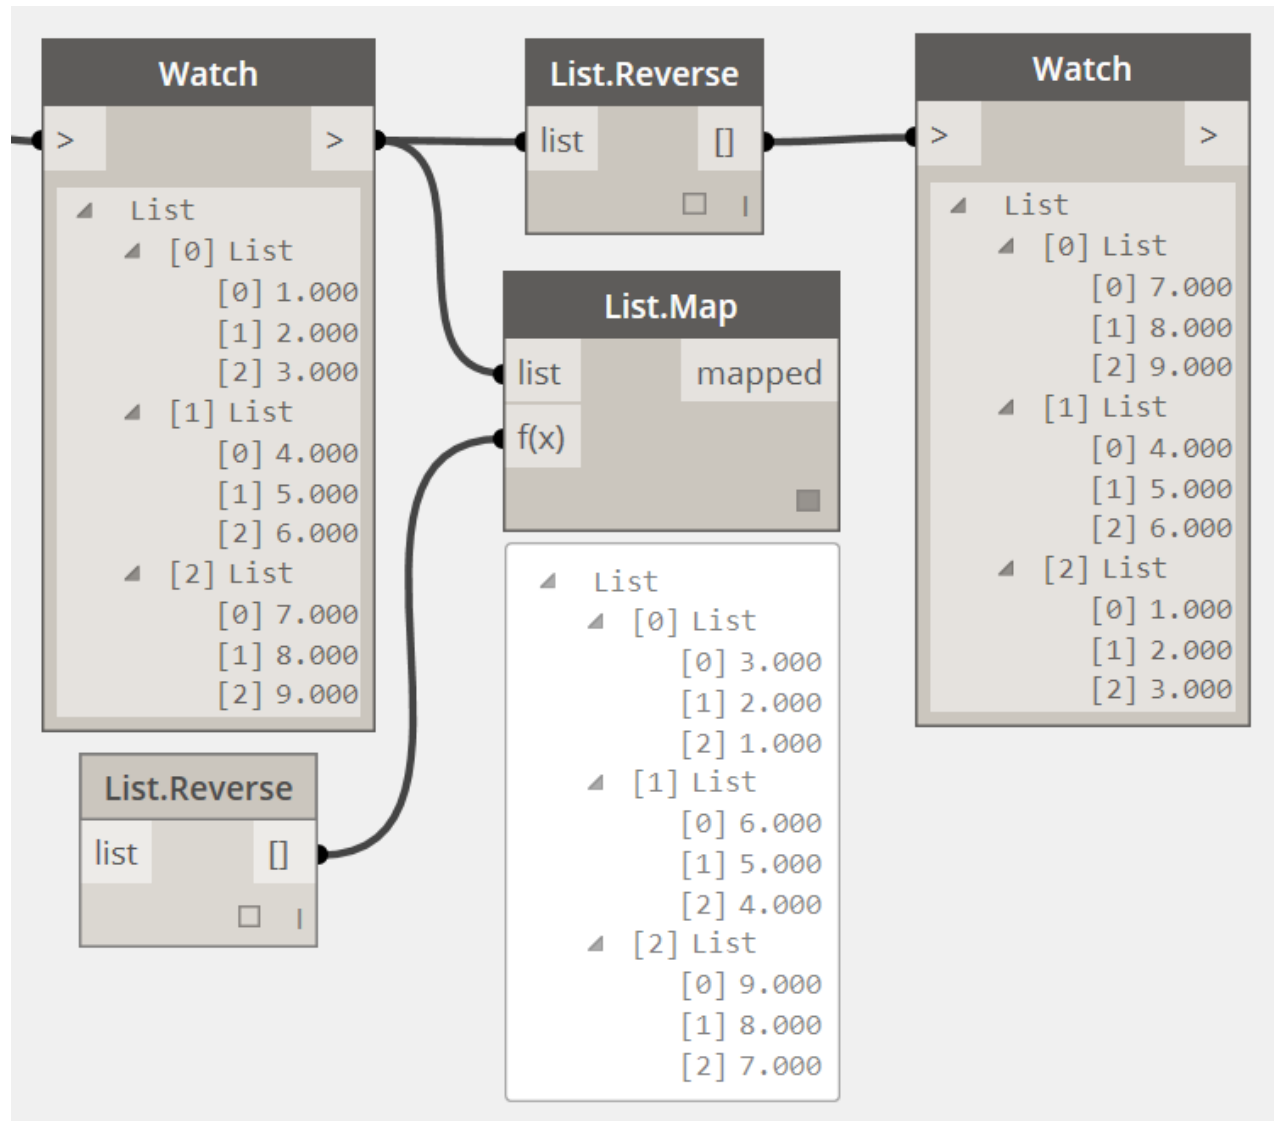 Watch
> >
List
[0] List
[0] 1.000
[1] 2.000
[2] 3.000
[1] List
[0] 4.000
[1] 5.000
[2] 6.000
[2] List
[0] 7.000
[1] 8.000
[2] 9.000
List.Reverse
list []
I
List.Reverse
list []
I
List.Map
list mapped
f(x)
List
[0] List
[0] 3.000
[1] 2.000
[2] 1.000
[1] List
[0] 6.000
[1] 5.000
[2] 4.000
[2] List
[0] 9.000
[1] 8.000
[2] 7.000
Watch
> >
List
[0] List
[0] 7.000
[1] 8.000
[2] 9.000
[1] List
[0] 4.000
[1] 5.000
[2] 6.000
[2] List
[0] 1.000
[1] 2.000
[2] 3.000